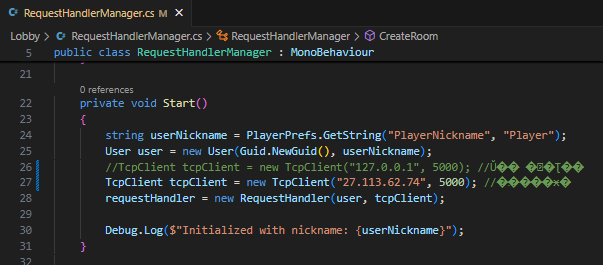 RequestHandlerManager.cs M
Lobby > RequestHandlerManager.cs > RequestHandlerManager > CreateRoom
5 public class RequestHandlerManager : MonoBehaviour
21
0 references
22 private void Start()
23 {
24 string userNickname = PlayerPrefs.GetString("PlayerNickname", "Player");
25 User user = new User(Guid.NewGuid(), userNickname);
26 //TcpClient tcpClient = new TcpClient("127.0.0.1", 5000); //
27 TcpClient tcpClient = new TcpClient("27.113.62.74", 5000); //
28 requestHandler = new RequestHandler(user, tcpClient);
29
30 Debug.Log($"Initialized with nickname: {userNickname}");
31 }
32